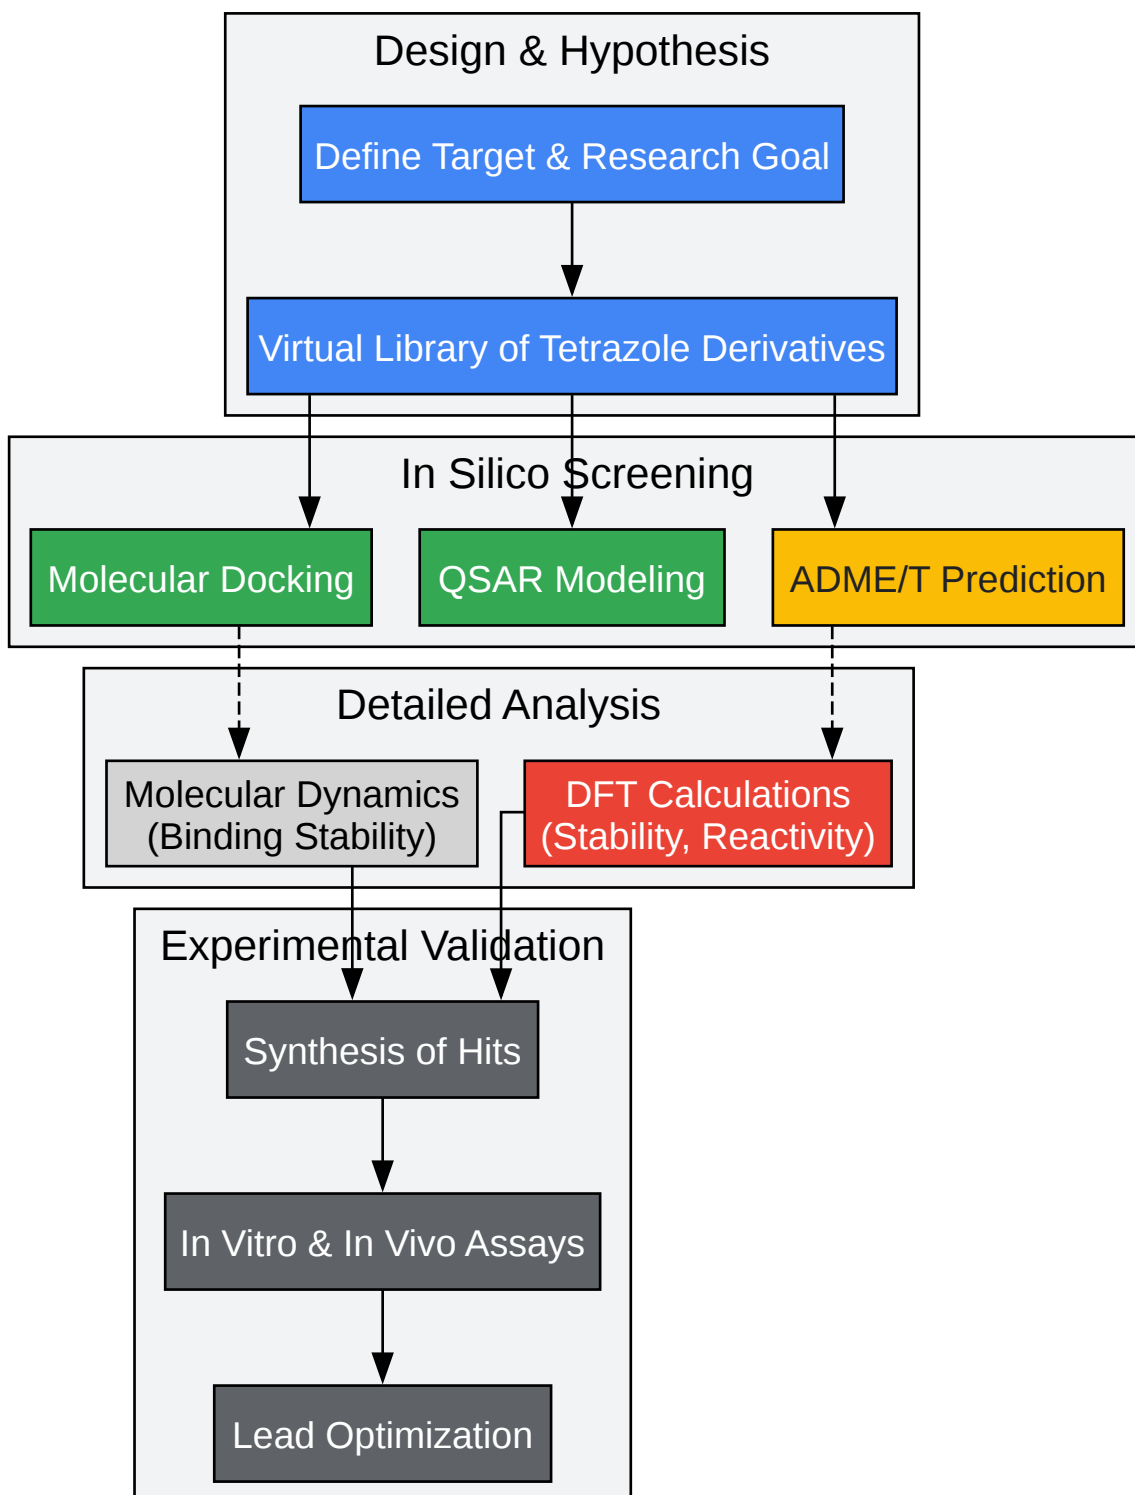 Design & Hypothesis
Define Target & Research Goal
Virtual Library of Tetrazole Derivatives
In Silico Screening
Molecular Docking
QSAR Modeling
ADME/T Prediction
Detailed Analysis
Molecular Dynamics
(Binding Stability)
DFT Calculations
(Stability, Reactivity)
Experimental Validation
Synthesis of Hits
In Vitro & In Vivo Assays
Lead Optimization